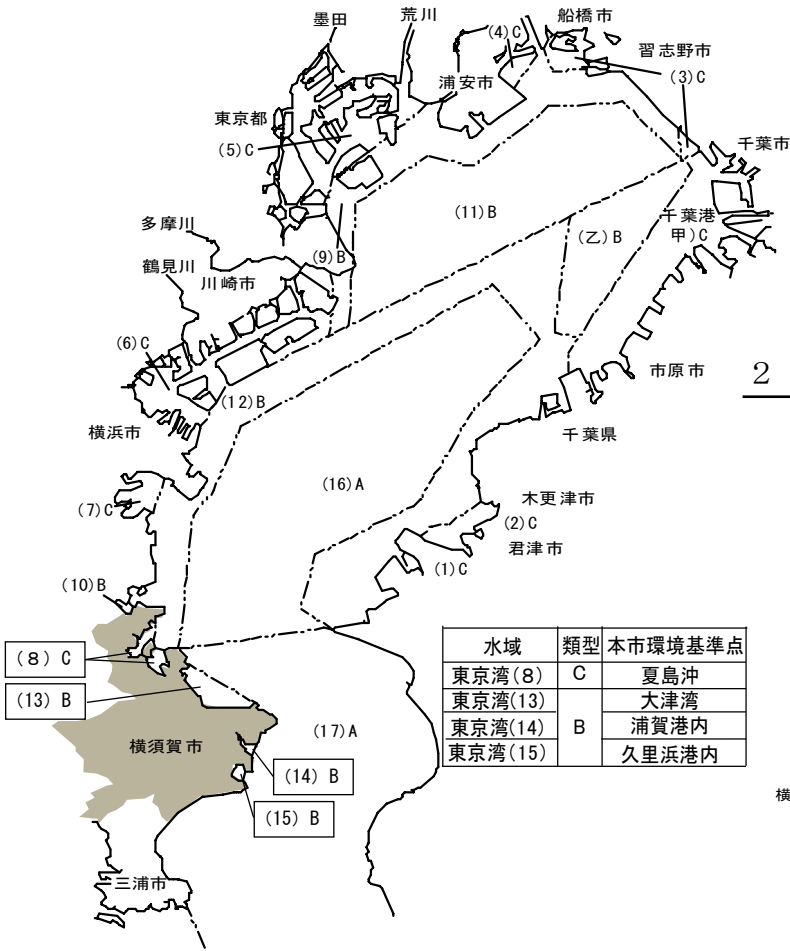 船橋市
荒川
墨田
(4)C
習志野市
浦安市
(3)C
東京都
(5)C
千葉市
(11)B
千葉港
甲)C
多摩川
(乙)B
(9)B
鶴見川
川崎市
(6)C
市原市
2
(12)B
千葉県
横浜市
(16)A
木更津市
(7)C
(2)C
君津市
(1)C
(10)B
水域 類型 本市環境基準点
東京湾(8) C 夏島沖
東京湾(13) B 大津湾
東京湾(14) 浦賀港内
東京湾(15) 久里浜港内
(8) C
(13) B
(17)A
横須賀市
(14) B
(15) B
横
三浦市